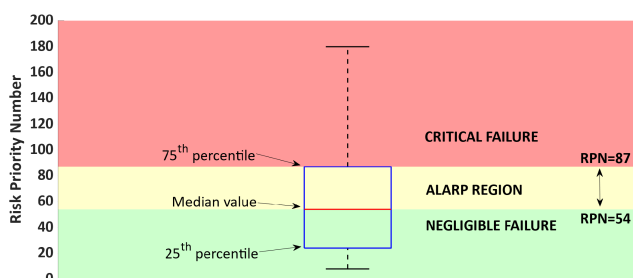 200
180
160
140
120
100
80
60
40
20
0
Risk Priority Number
75th percentile
Median value
25th percentile
CRITICAL FAILURE
RPN=87
ALARP REGION
RPN=54
NEGLIGIBLE FAILURE